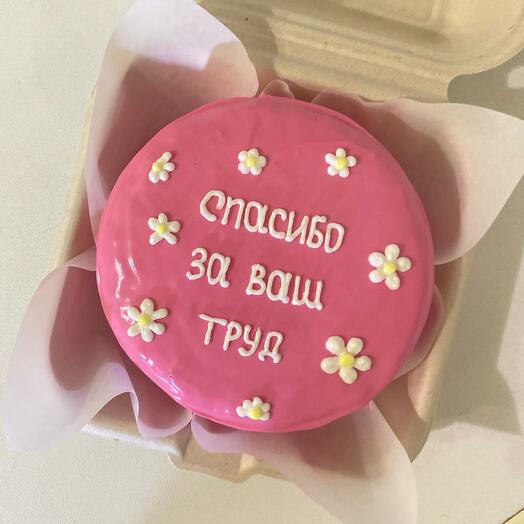 Спасибо
за ваш
труд